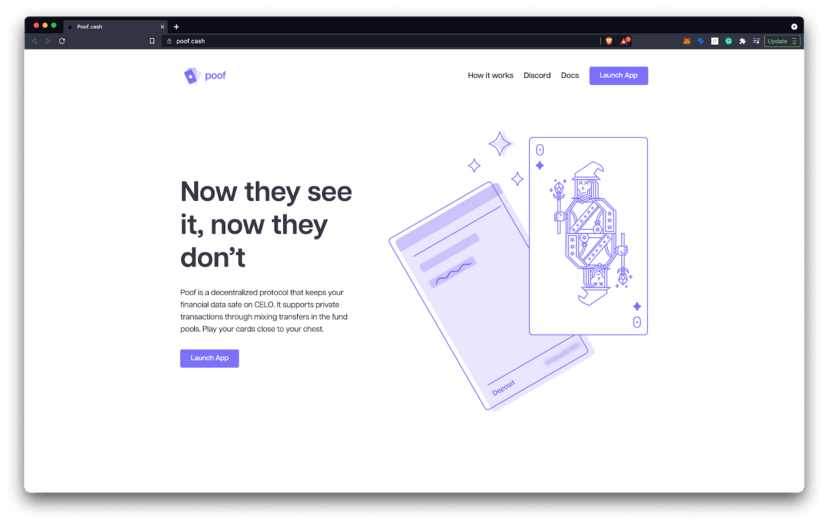 Poof.cash
poof.cash
Update
poof
How it works Discord Docs Launch App
Now they see
it, now they
don't
Poof is a decentralized protocol that keeps your
financial data safe on CELO. It supports private
transactions through mixing transfers in the fund
pools. Play your cards close to your chest.
Launch App
0
0
Deposit